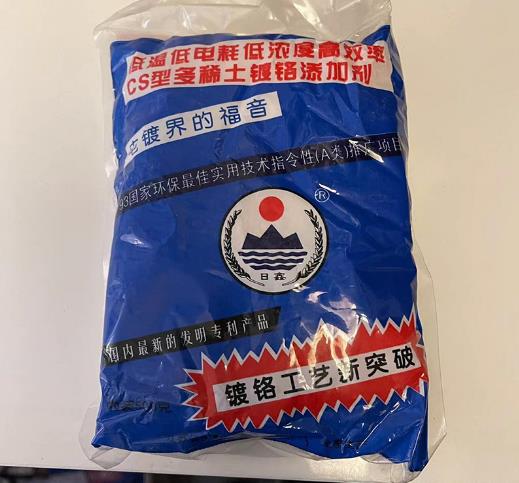 低温低电耗低浓度高效率
CS型多稀土镀铬添加剂
电镀界的福音
93国家环保最佳实用技术指令性(A类)推广项目
®
日鑫
国内最新的发明专利产品
镀铬工艺新突破